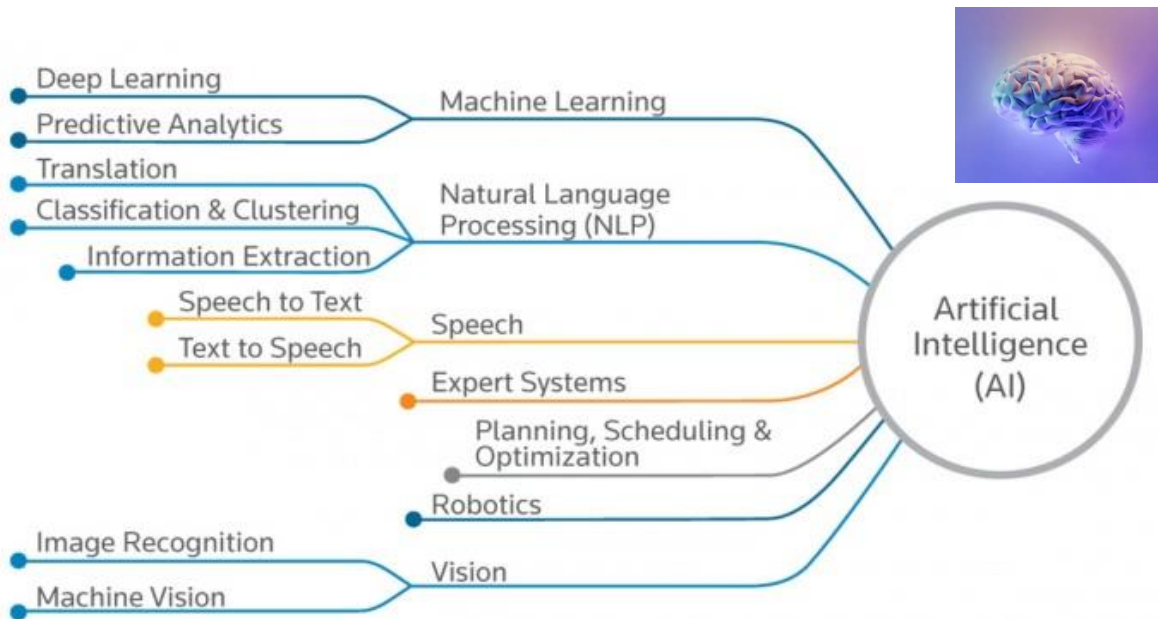 Deep Learning
Predictive Analytics
Machine Learning
Translation
Classification & Clustering
Information Extraction
Natural Language
Processing (NLP)
Speech to Text
Text to Speech
Speech
Expert Systems
Planning, Scheduling &
Optimization
Robotics
Image Recognition
Machine Vision
Vision
Artificial
Intelligence
(AI)